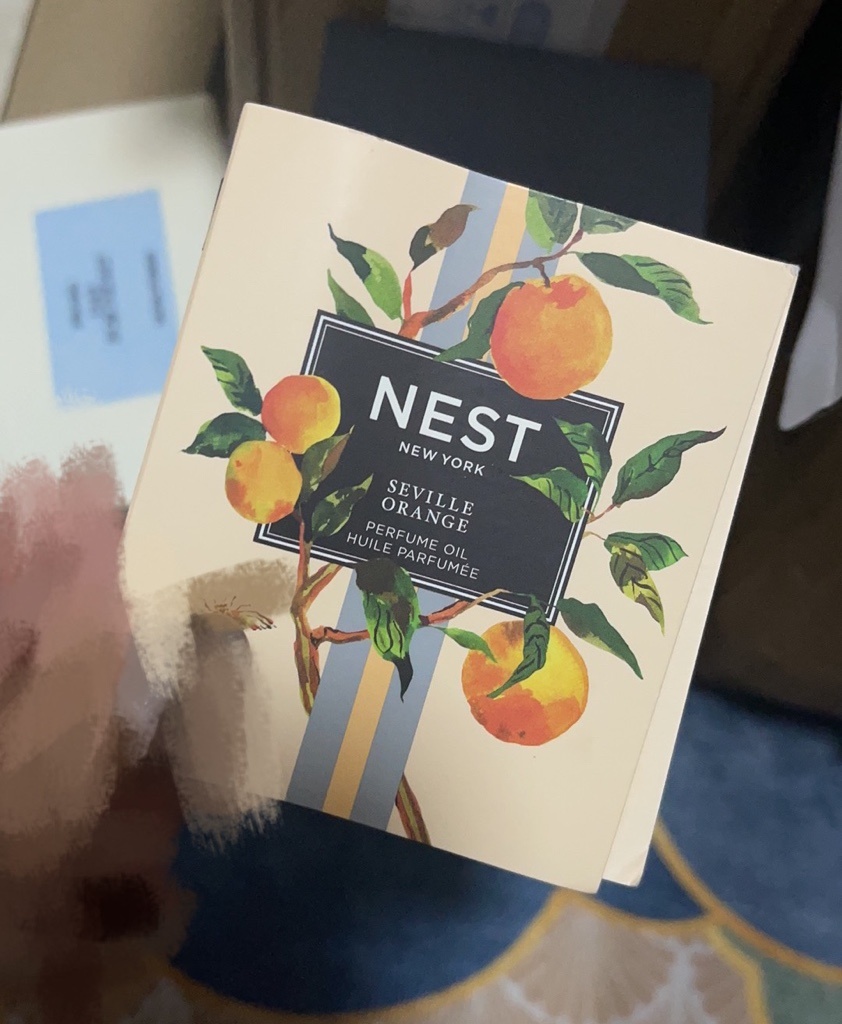 NEST
NEW YORK
SEVILLE
ORANGE
PERFUME OIL
HUILE PARFUMÉE